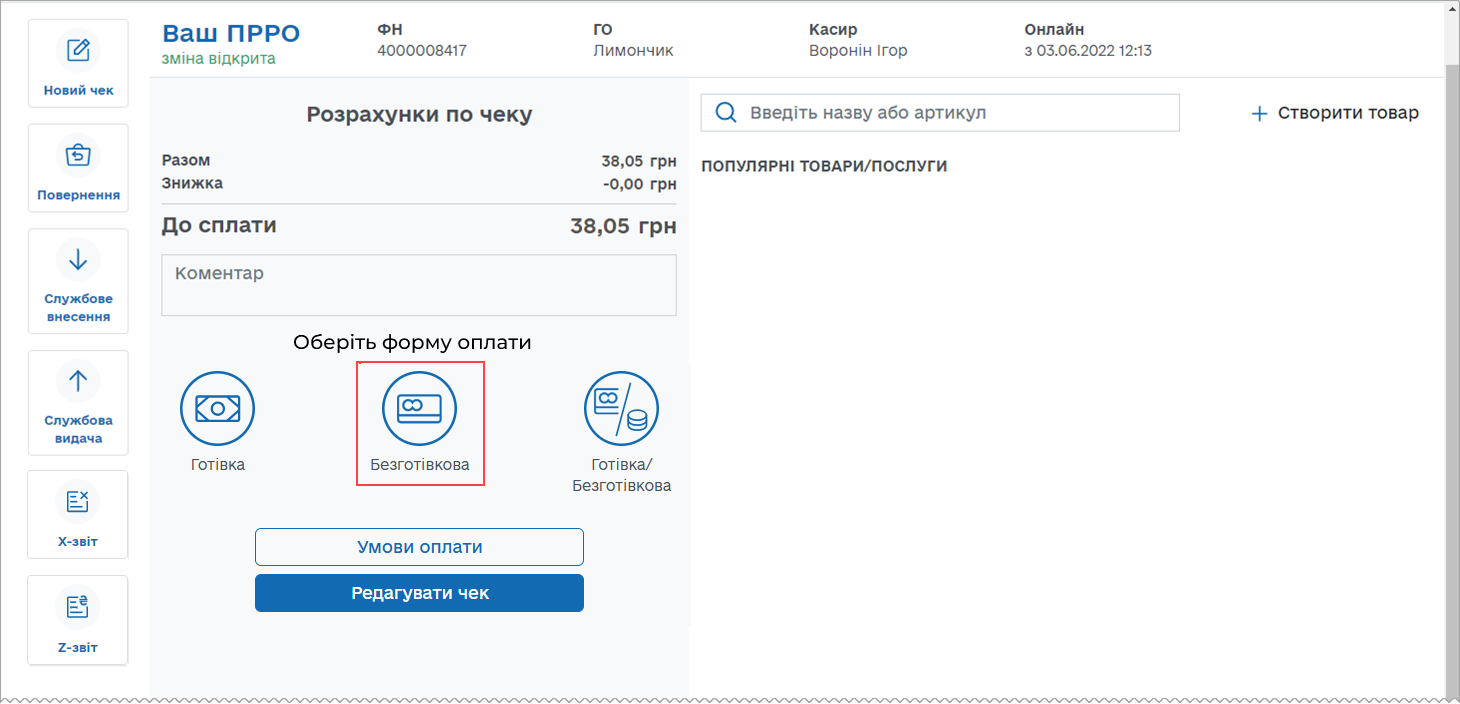 Новий чек
Повернення
Службове
внесення
Службова
видача
X-звіт
Z-звіт
Ваш ПРРО
зміна відкрита
ФН
4000008417
ГО
Лимончик
Касир
Воронін Ігор
Онлайн
з 03.06.2022 12:13
Розрахунки по чеку
Разом 38,05 грн
Знижка -0,00 грн
До сплати 38,05 грн
Коментар
Оберіть форму оплати
Готівка
Безготівкова
Готівка/
Безготівкова
Умови оплати
Редагувати чек
Введіть назву або артикул
+ Створити товар
ПОПУЛЯРНІ ТОВАРИ/ПОСЛУГИ